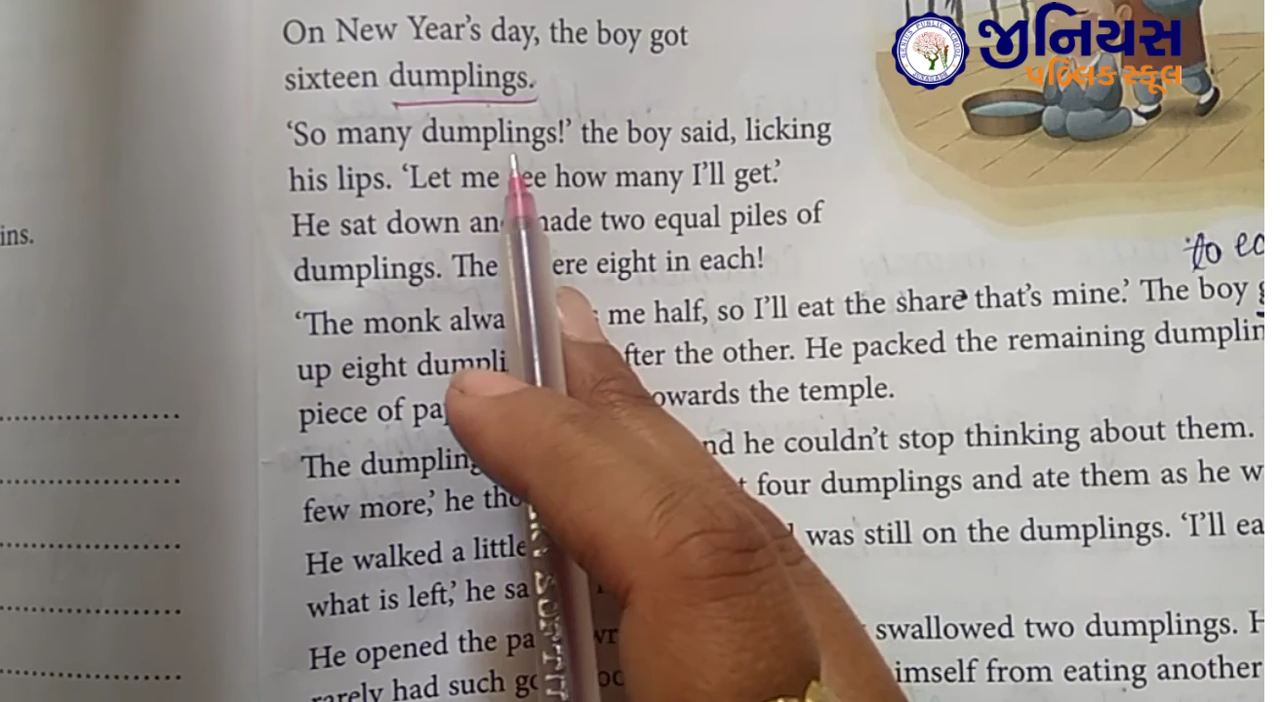 જીનિયસ
પબ્લિક સ્કૂલ
On New Year's day, the boy got
sixteen dumplings.
'So many dumplings!' the boy said, licking
his lips. 'Let me ee how many I'll get.'
He sat down an ade two equal piles of
dumplings. The ere eight in each!
ins.
to
'The monk alwa me half, so I'll eat the share that's mine.' The boy
up eight dumpli fter the other. He packed the remaining dumplin
piece of pa owards the temple.
The dumpling nd he couldn't stop thinking about them.
few more,' he tho four dumplings and ate them as he w
He walked a little was still on the dumplings. 'I'll ea
what is left,' he sa
He opened the pa swallowed two dumplings. H
rarely had such imself from eating another